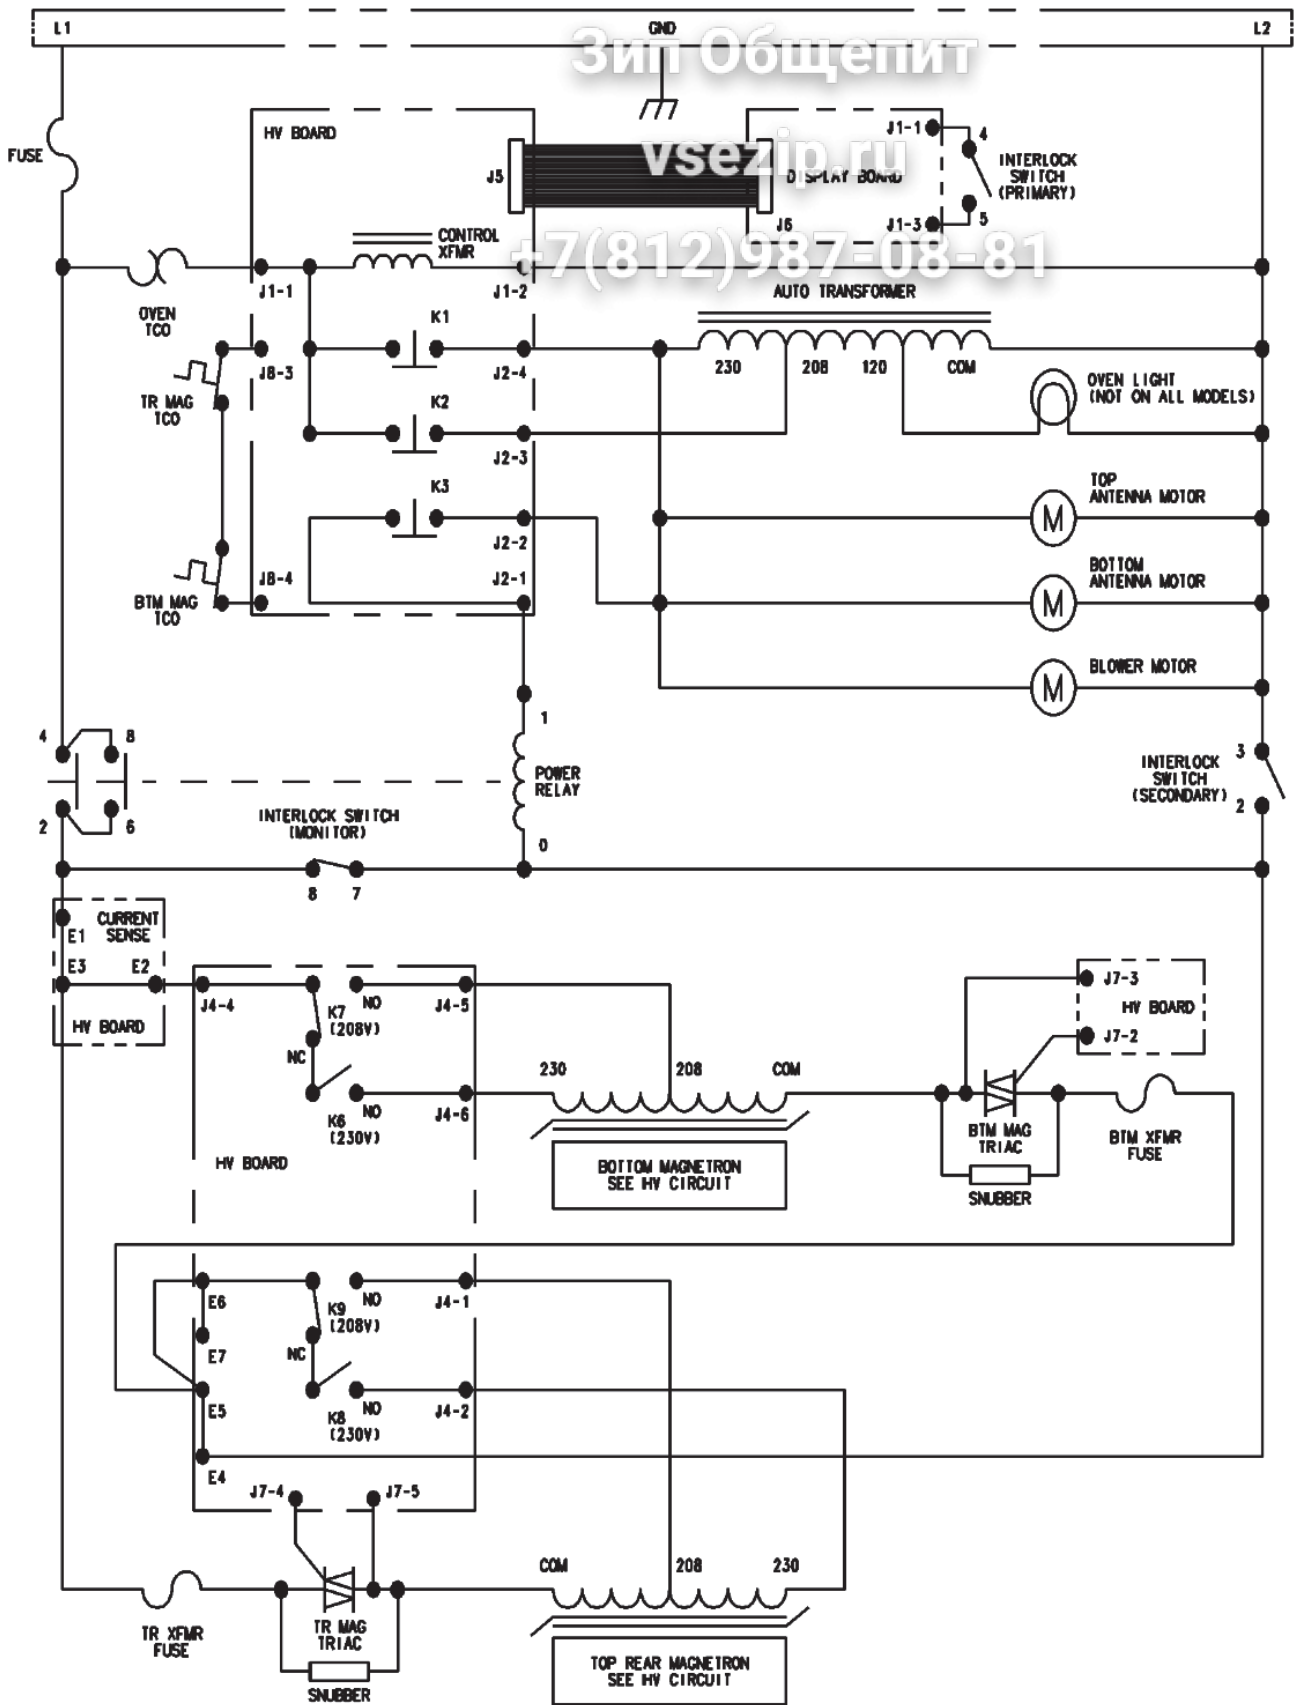 L1
GND
L2
Зип Общепит
HV BOARD
J1-1
4
FUSE
vsezip.ru
INTERLOCK
SWITCH
(PRIMARY)
J5
DISPLAY BOARD
J6
J1-3
5
CONTROL
XFMR
+7(812)987-08-81
J1-1
J1-2
AUTO TRANSFORMER
OVEN
TCO
K1
J8-3
J2-4
230
208
120
COM
OVEN LIGHT
(NOT ON ALL MODELS)
TR MAG
TCO
K2
J2-3
K3
TOP
ANTENNA MOTOR
M
J2-2
BOTTOM
ANTENNA MOTOR
J8-4
J2-1
M
BTM MAG
TCO
BLOWER MOTOR
M
1
4
8
3
POWER
RELAY
INTERLOCK
SWITCH
(SECONDARY)
2
2
6
INTERLOCK SWITCH
(MONITOR)
0
8
7
CURRENT
SENSE
E1
E3
E2
J4-4
K7
(208V)
NO
J4-5
J7-3
HV BOARD
HV BOARD
J7-2
NC
230
208
COM
K6
(230V)
NO
J4-6
BTM MAG
TRIAC
BTM XFMR
FUSE
HV BOARD
BOTTOM MAGNETRON
SEE HV CIRCUIT
SNUBBER
E6
K9
(208V)
NO
J4-1
E7
NC
E5
K8
(230V)
NO
J4-2
E4
J7-4
J7-5
COM
208
230
TR XFMR
FUSE
TR MAG
TRIAC
TOP REAR MAGNETRON
SEE HV CIRCUIT
SNUBBER